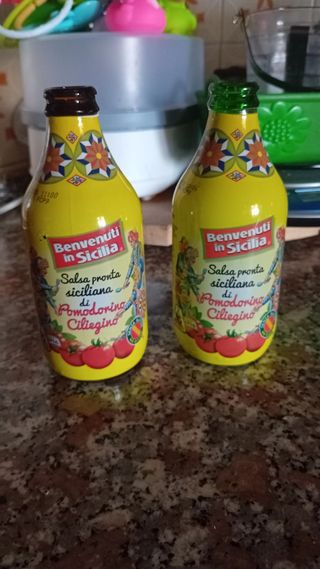 Benvenuti
in Sicilia
Salsa pronta
siciliana
di
Pomodorino
Ciliegino
Benvenuti
in Sicilia
Salsa pronta
siciliana
di
Pomodorino
Ciliegino